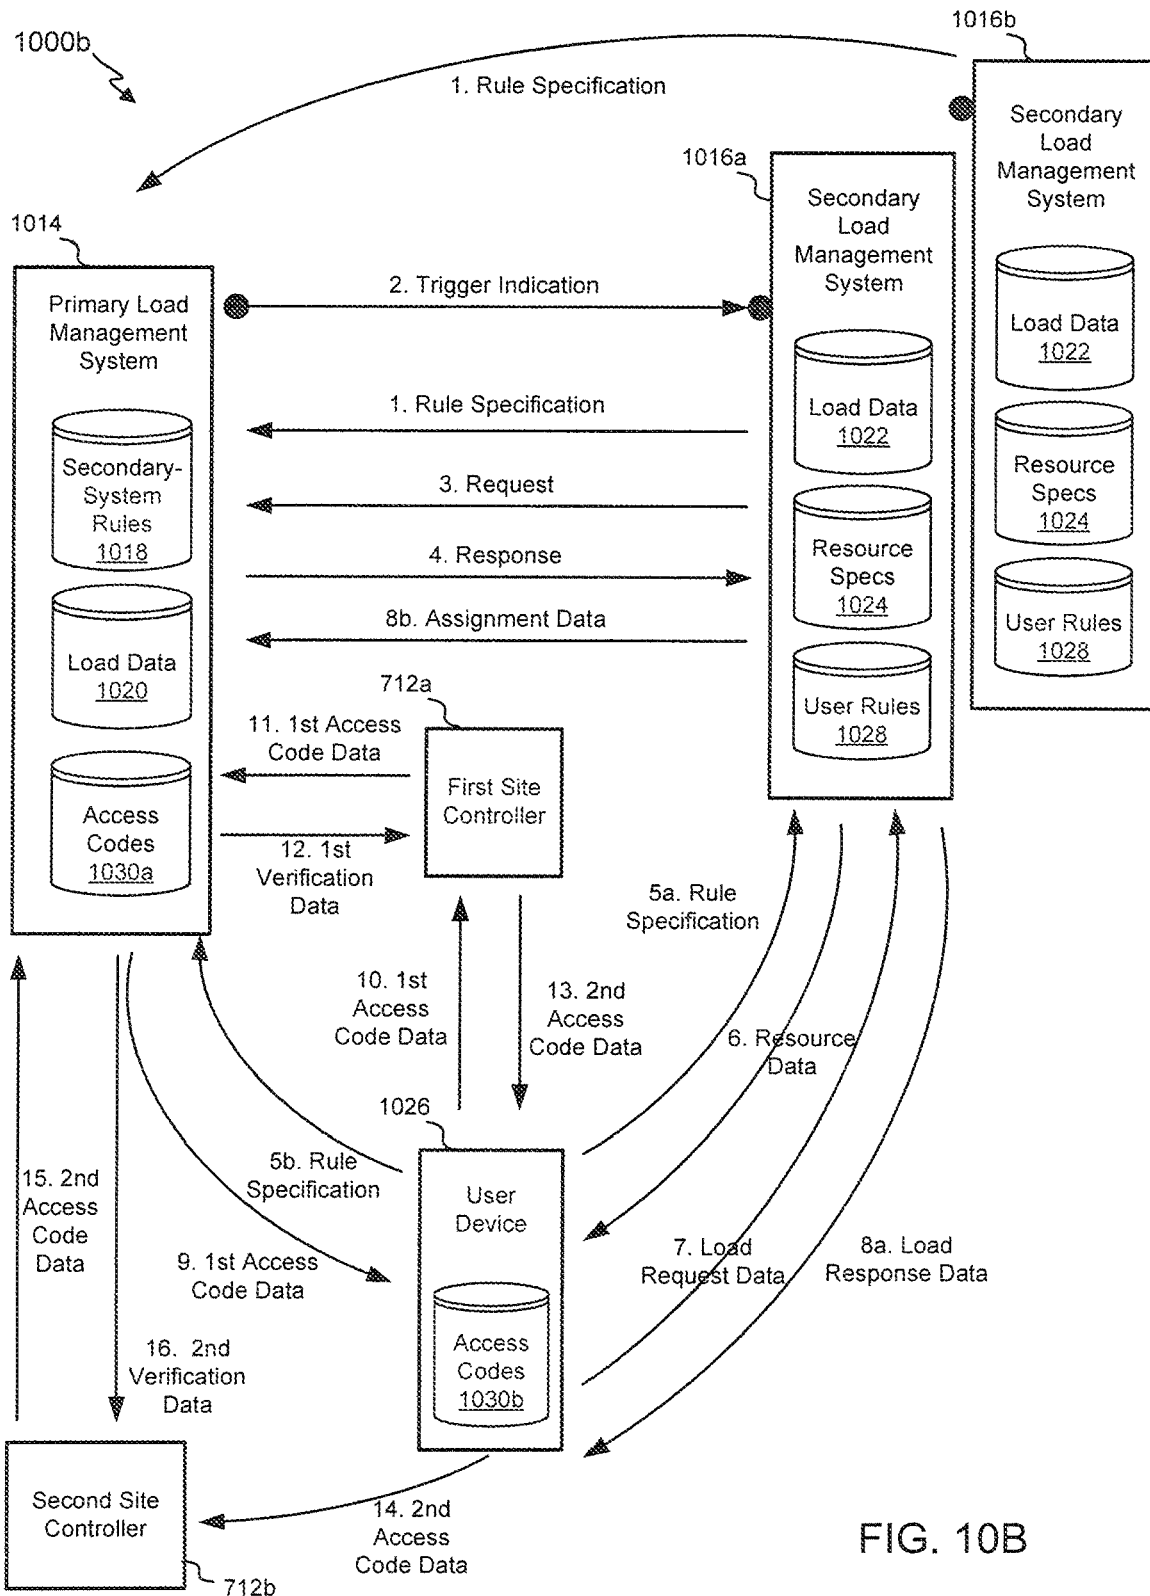 1000b
1016b
1. Rule Specification
Secondary
Load
Management
System
Load Data
1022
Resource
Specs
1024
User Rules
1028
1016a
Secondary
Load
Management
System
Load Data
1022
Resource
Specs
1024
User Rules
1028
1014
Primary Load
Management
System
Secondary-
System
Rules
1018
Load Data
1020
Access
Codes
1030a
2. Trigger Indication
1. Rule Specification
3. Request
4. Response
8b. Assignment Data
712a
First Site
Controller
11. 1st Access
Code Data
12. 1st
Verification
Data
10. 1st
Access
Code Data
13. 2nd
Access
Code Data
5a. Rule
Specification
6. Resource
Data
7. Load
Request Data
8a. Load
Response Data
1026
User
Device
Access
Codes
1030b
5b. Rule
Specification
9. 1st Access
Code Data
15. 2nd
Access
Code
Data
16. 2nd
Verification
Data
Second Site
Controller
712b
14. 2nd
Access
Code Data
FIG. 10B